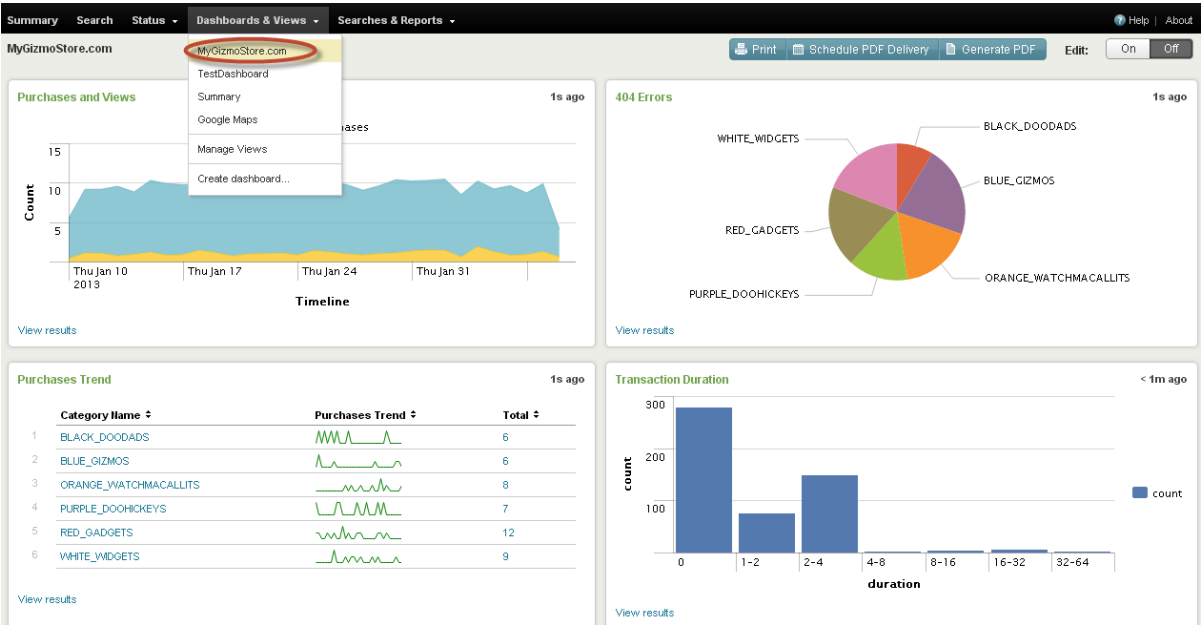 Summary Search Status Dashboards & Views Searches & Reports Help | About
MyGizmoStore.com
Print Schedule PDF Delivery Generate PDF Edit: On Off
MyGizmoStore.com
TestDashboard
Summary
Google Maps
Manage Views
Create dashboard...
Purchases and Views 1s ago
hases
15
10
5
Count
Thu Jan 10 Thu Jan 17 Thu Jan 24 Thu Jan 31
2013
Timeline
View results
404 Errors 1s ago
BLACK_DOODADS
WHITE_WIDGETS
BLUE_GIZMOS
RED_GADGETS
ORANGE_WATCHMACALLITS
PURPLE_DOOHICKEYS
View results
Purchases Trend 1s ago
Category Name Purchases Trend Total
1 BLACK_DOODADS 6
2 BLUE_GIZMOS 6
3 ORANGE_WATCHMACALLITS 8
4 PURPLE_DOOHICKEYS 7
5 RED_GADGETS 12
6 WHITE_WIDGETS 9
View results
Transaction Duration < 1m ago
300
200
100
count
count
0 1-2 2-4 4-8 8-16 16-32 32-64
duration
View results